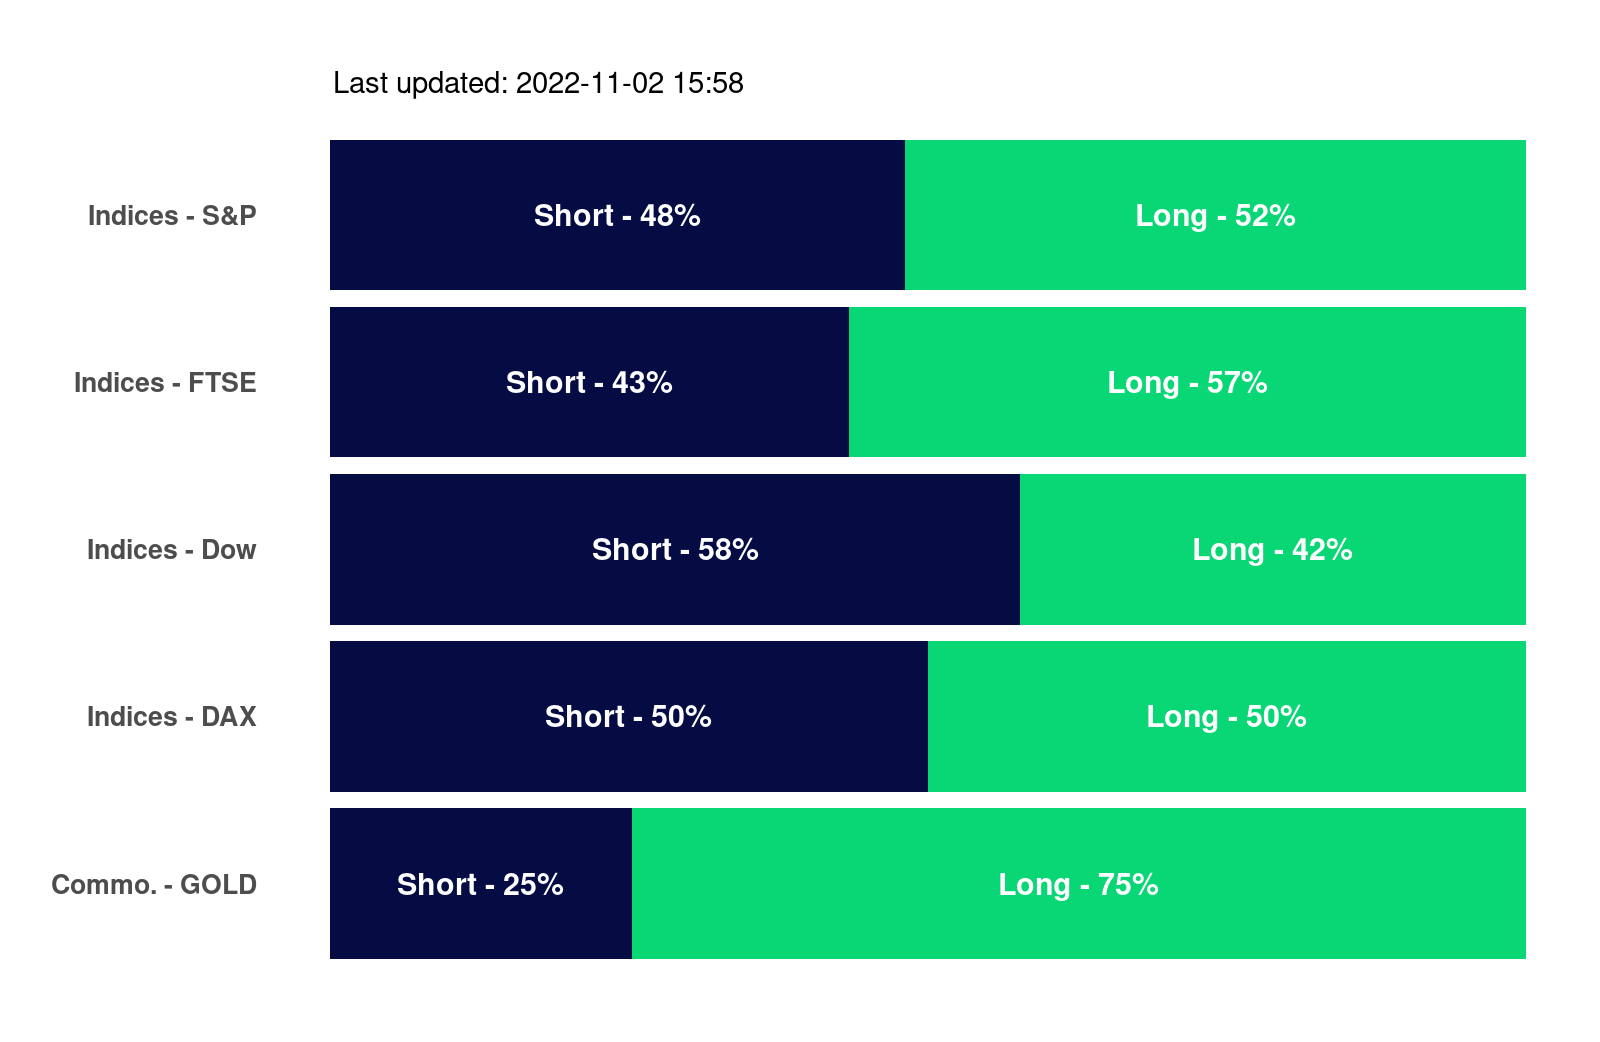 Last updated: 2022-11-02 15:58
Indices - S&P Short - 48% Long - 52%
Indices - FTSE Short - 43% Long - 57%
Indices - Dow Short - 58% Long - 42%
Indices - DAX Short - 50% Long - 50%
Commo. - GOLD Short - 25% Long - 75%